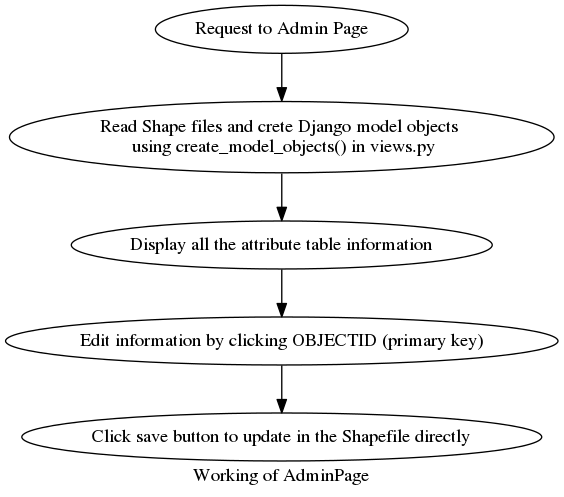 Request to Admin Page
Read Shape files and crete Django model objects
using create_model_objects() in views.py
Display all the attribute table information
Edit information by clicking OBJECTID (primary key)
Click save button to update in the Shapefile directly
Working of AdminPage